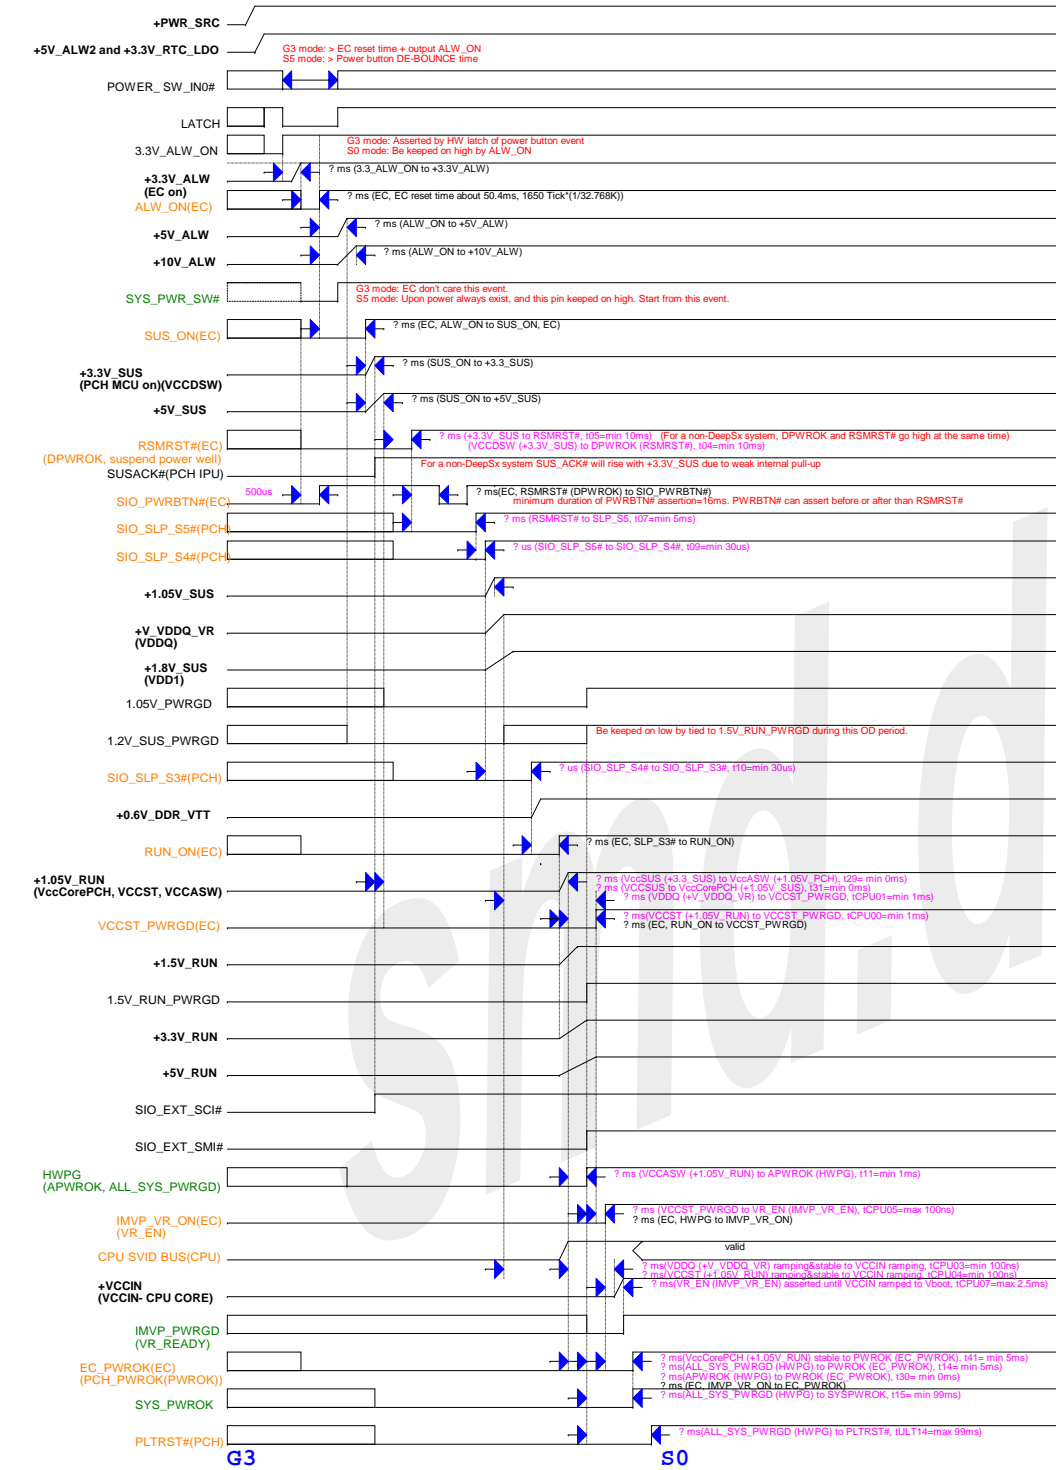 +PWR_SRC
+5V_ALW2 and +3.3V_RTC_LDO
G3 mode: > EC reset time + output ALW_ON
S5 mode: > Power button DE-BOUNCE time
POWER_ SW_IN0#
LATCH
3.3V_ALW_ON
G3 mode: Asserted by HW latch of power button event
S0 mode: Be keeped on high by ALW_ON
+3.3V_ALW
(EC on)
? ms (3.3_ALW_ON to +3.3V_ALW)
ALW_ON(EC)
? ms (EC, EC reset time about 50.4ms, 1650 Tick*(1/32.768K))
+5V_ALW
? ms (ALW_ON to +5V_ALW)
+10V_ALW
? ms (ALW_ON to +10V_ALW)
SYS_PWR_SW#
G3 mode: EC don't care this event.
S5 mode: Upon power always exist, and this pin keeped on high. Start from this event.
SUS_ON(EC)
? ms (EC, ALW_ON to SUS_ON, EC)
+3.3V_SUS
(PCH MCU on)(VCCDSW)
? ms (SUS_ON to +3.3_SUS)
+5V_SUS
? ms (SUS_ON to +5V_SUS)
RSMRST#(EC)
(DPWROK, suspend power well)
? ms (+3.3V_SUS to RSMRST#, t05=min 10ms) (For a non-DeepSx system, DPWROK and RSMRST# go high at the same time)
(VCCDSW (+3.3V_SUS) to DPWROK (RSMRST#), t04=min 10ms)
SUSACK#(PCH IPU)
For a non-DeepSx system SUS_ACK# will rise with +3.3V_SUS due to weak internal pull-up
SIO_PWRBTN#(EC)
500us
? ms(EC, RSMRST# (DPWROK) to SIO_PWRBTN#)
minimum duration of PWRBTN# assertion=16ms. PWRBTN# can assert before or after than RSMRST#
SIO_SLP_S5#(PCH)
? ms (RSMRST# to SLP_S5, t07=min 5ms)
SIO_SLP_S4#(PCH)
? us (SIO_SLP_S5# to SIO_SLP_S4#, t09=min 30us)
+1.05V_SUS
+V_VDDQ_VR
(VDDQ)
+1.8V_SUS
(VDD1)
1.05V_PWRGD
1.2V_SUS_PWRGD
Be keeped on low by tied to 1.5V_RUN_PWRGD during this OD period.
SIO_SLP_S3#(PCH)
? us (SIO_SLP_S4# to SIO_SLP_S3#, t10=min 30us)
+0.6V_DDR_VTT
RUN_ON(EC)
? ms (EC, SLP_S3# to RUN_ON)
+1.05V_RUN
(VccCorePCH, VCCST, VCCASW)
? ms (VccSUS (+3.3_SUS) to VccASW (+1.05V_PCH), t29= min 0ms)
? ms (VCCSUS to VccCorePCH (+1.05V_SUS), t31=min 0ms)
? ms (VDDQ (+V_VDDQ_VR) to VCCST_PWRGD, tCPU01=min 1ms)
VCCST_PWRGD(EC)
? ms(VCCST (+1.05V_RUN) to VCCST_PWRGD, tCPU00=min 1ms)
? ms (EC, RUN_ON to VCCST_PWRGD)
+1.5V_RUN
1.5V_RUN_PWRGD
+3.3V_RUN
+5V_RUN
SIO_EXT_SCI#
SIO_EXT_SMI#
HWPG
(APWROK, ALL_SYS_PWRGD)
? ms (VCCASW (+1.05V_RUN) to APWROK (HWPG), t11=min 1ms)
IMVP_VR_ON(EC)
(VR_EN)
? ms (VCCST_PWRGD to VR_EN (IMVP_VR_EN), tCPU05=max 100ns)
? ms (EC, HWPG to IMVP_VR_ON)
CPU SVID BUS(CPU)
valid
+VCCIN
(VCCIN- CPU CORE)
? ms(VDDQ (+V_VDDQ_VR) ramping&stable to VCCIN ramping, tCPU03=min 100ns)
? ms(VCCST (+1.05V_RUN) ramping&stable to VCCIN ramping, tCPU04=min 100ns)
? ms(VR_EN (IMVP_VR_EN) asserted until VCCIN ramped to Vboot, tCPU07=max 2.5ms)
IMVP_PWRGD
(VR_READY)
EC_PWROK(EC)
(PCH_PWROK(PWROK))
? ms(VccCorePCH (+1.05V_RUN) stable to PWROK (EC_PWROK), t41= min 5ms)
? ms(ALL_SYS_PWRGD (HWPG) to PWROK (EC_PWROK), t14= min 5ms)
? ms(APWROK (HWPG) to PWROK (EC_PWROK), t30= min 0ms)
? ms (EC, IMVP_VR_ON to EC_PWROK)
SYS_PWROK
? ms(ALL_SYS_PWRGD (HWPG) to SYSPWROK, t15= min 99ms)
PLTRST#(PCH)
? ms(ALL_SYS_PWRGD (HWPG) to PLTRST#, tULT14=max 99ms)
G3
S0